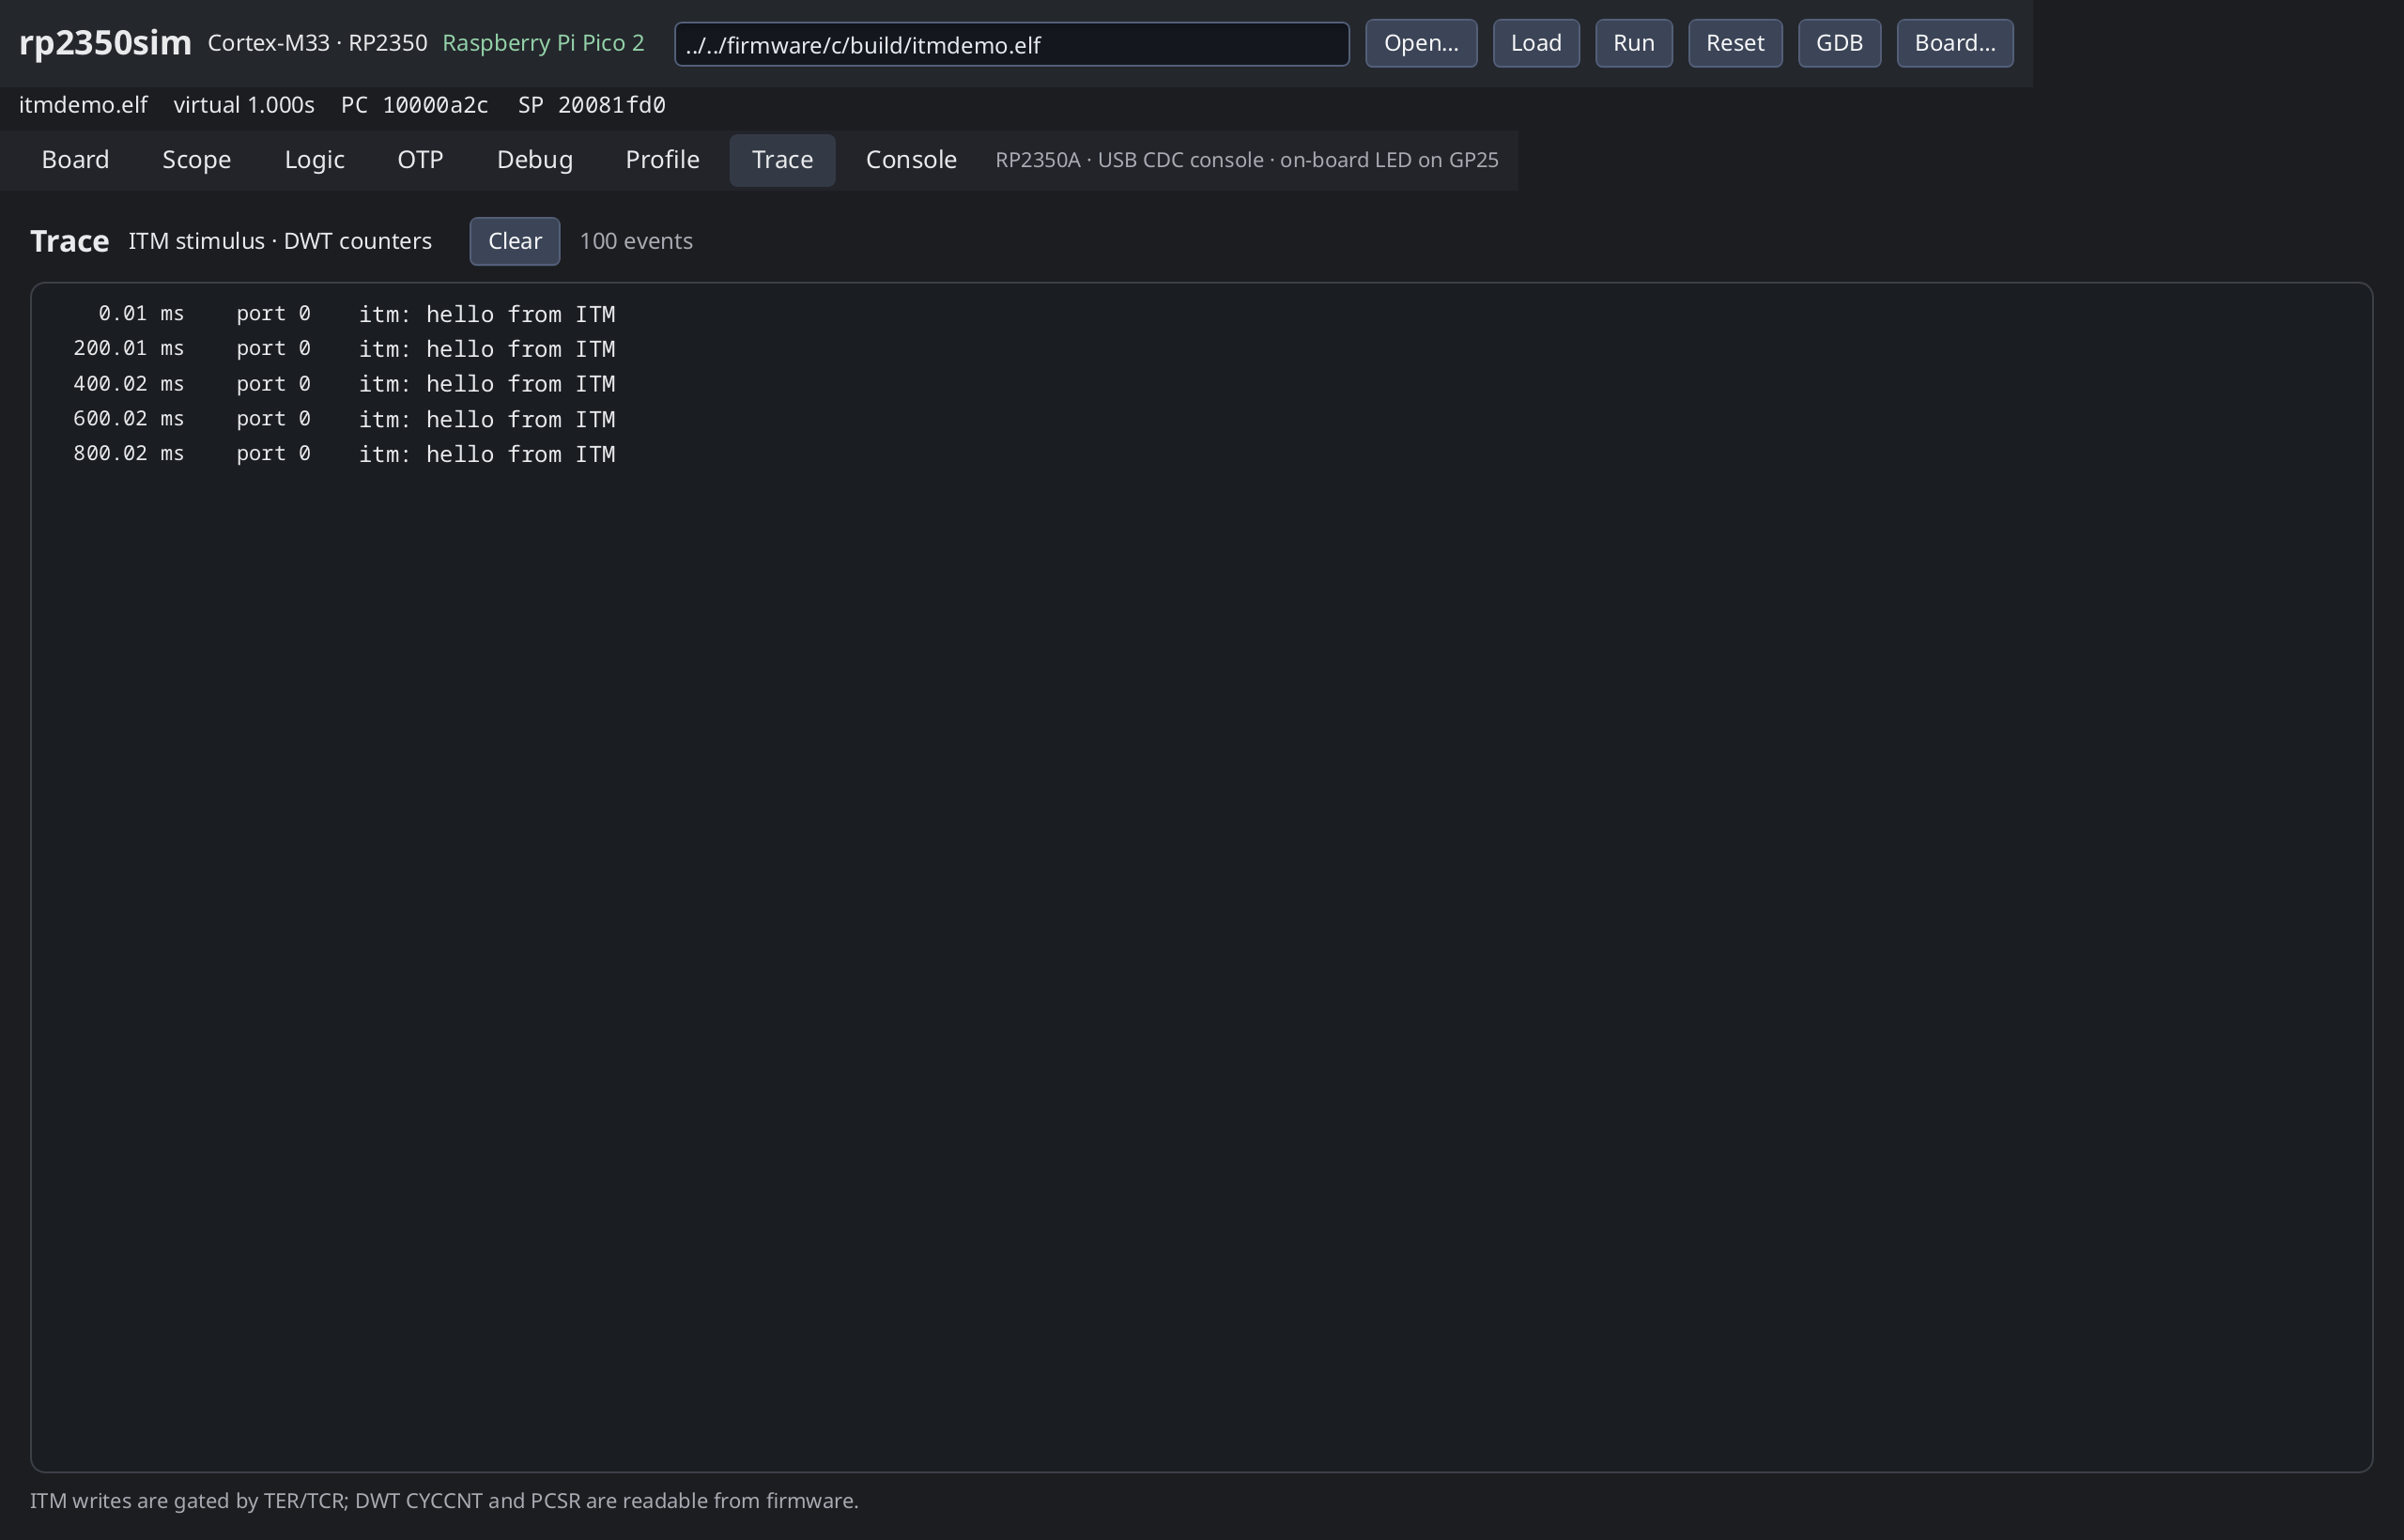 rp2350sim Cortex-M33 · RP2350 Raspberry Pi Pico 2 ../../firmware/c/build/itmdemo.elf Open... Load Run Reset GDB Board...
itmdemo.elf virtual 1.000s PC 10000a2c SP 20081fd0
Board Scope Logic OTP Debug Profile Trace Console RP2350A · USB CDC console · on-board LED on GP25
Trace ITM stimulus · DWT counters Clear 100 events
0.01 ms port 0 itm: hello from ITM
200.01 ms port 0 itm: hello from ITM
400.02 ms port 0 itm: hello from ITM
600.02 ms port 0 itm: hello from ITM
800.02 ms port 0 itm: hello from ITM
ITM writes are gated by TER/TCR; DWT CYCCNT and PCSR are readable from firmware.